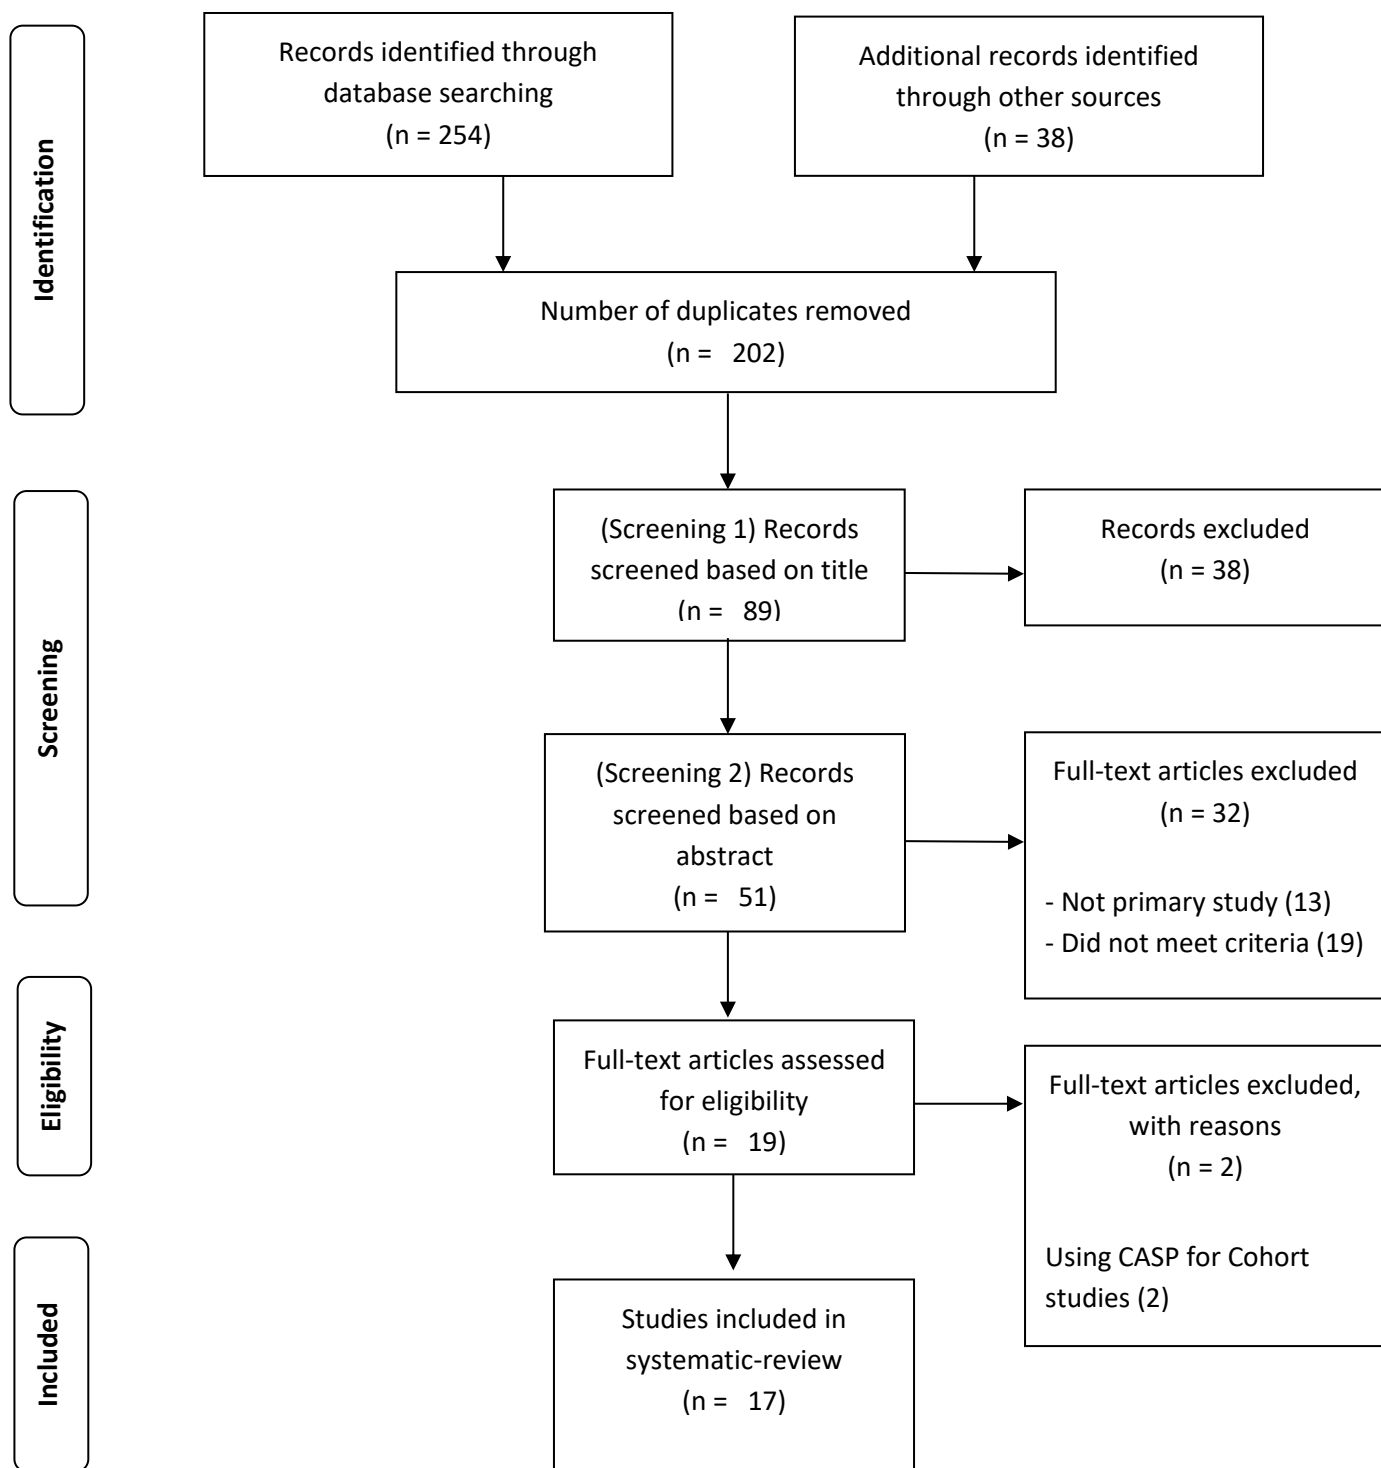 Identification
Records identified through
database searching
(n = 254)
Additional records identified
through other sources
(n = 38)
Number of duplicates removed
(n =   202)
Screening
(Screening 1) Records
screened based on title
(n =   89)
Records excluded
(n = 38)
(Screening 2) Records
screened based on
abstract
(n =   51)
Full-text articles excluded
(n = 32)
- Not primary study (13)
- Did not meet criteria (19)
Eligibility
Full-text articles assessed
for eligibility
(n =   19)
Full-text articles excluded,
with reasons
(n = 2)
Using CASP for Cohort
studies (2)
Included
Studies included in
systematic-review
(n =   17)